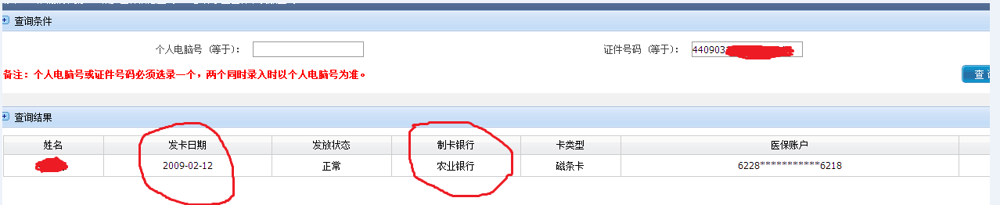 查询条件
个人电脑号（等于）： 证件号码（等于）： 440903
备注：个人电脑号或证件号码必须选录一个，两个同时录入时以个人电脑号为准。
查
查询结果
姓名 发卡日期 发放状态 制卡银行 卡类型 医保账户
2009-02-12 正常 农业银行 磁条卡 6228***********6218